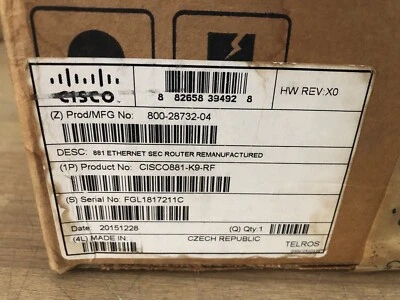 CISCO
8 82658 39492 8
HW REV:X0
(Z) Prod/MFG No: 800-28732-04
DESC: 881 ETHERNET SEC ROUTER REMANUFACTURED
(1P) Product No: CISCO881-K9-RF
(S) Serial No: FGL1817211C
Date: 20151228 (Q) Qty:1
(4L) MADE IN CZECH REPUBLIC TELROS